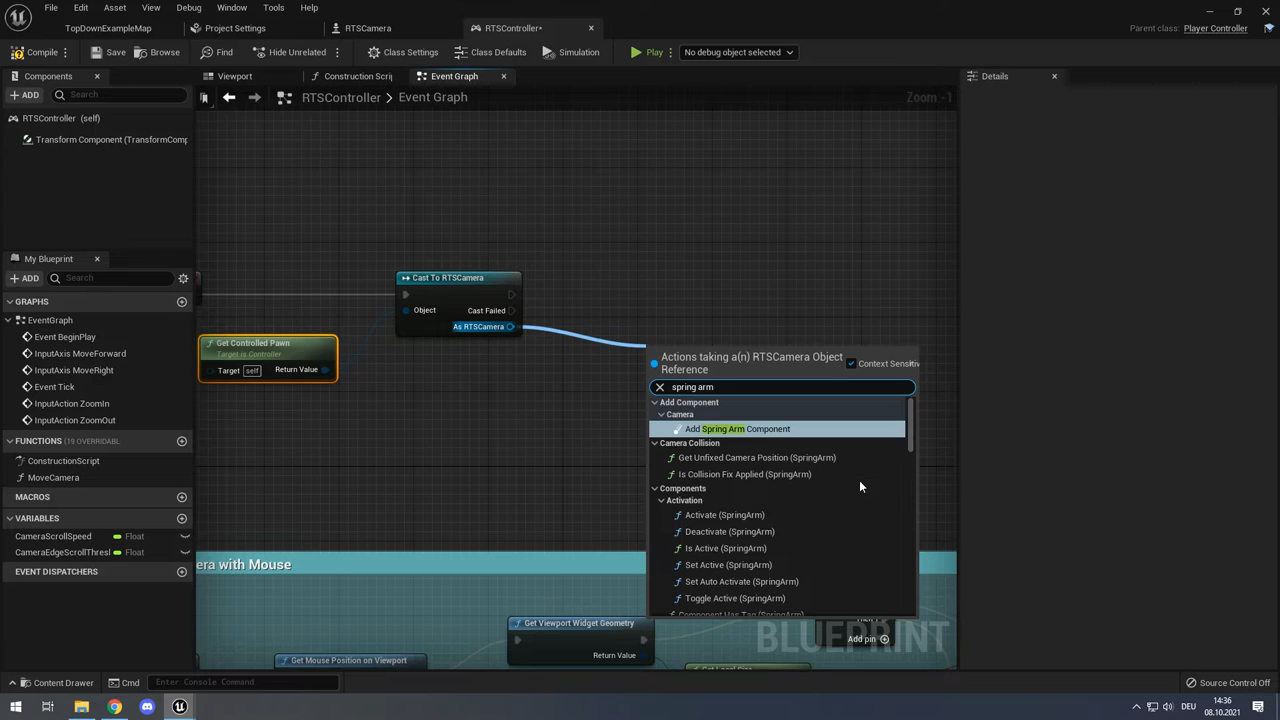 File Edit Asset View Debug Window Tools Help
TopDownExampleMap Project Settings RTSCamera RTSController*
Parent class: Player Controller
Compile Save Browse Find Hide Unrelated Class Settings Class Defaults Simulation Play No debug object selected
Components Viewport Construction Scrip Event Graph Details
ADD Search
RTSController > Event Graph
Zoom -1
RTSController (self)
Transform Component (TransformComp
My Blueprint
ADD Search
GRAPHS
EventGraph
Event BeginPlay
InputAxis MoveForward
InputAxis MoveRight
Event Tick
InputAction ZoomIn
InputAction ZoomOut
FUNCTIONS (19 OVERRIDABL
ConstructionScript
MoveCamera
MACROS
VARIABLES
CameraScrollSpeed Float
CameraEdgeScrollThresl Float
EVENT DISPATCHERS
Cast To RTSCamera
Object Cast Failed
As RTSCamera
Get Controlled Pawn
Target is Controller
Target self Return Value
Actions taking a(n) RTSCamera Object
Reference
Context Sensitiv
spring arm
Add Component
Camera
Add Spring Arm Component
Camera Collision
Get Unfixed Camera Position (SpringArm)
Is Collision Fix Applied (SpringArm)
Components
Activation
Activate (SpringArm)
Deactivate (SpringArm)
Is Active (SpringArm)
Set Active (SpringArm)
Set Auto Activate (SpringArm)
Toggle Active (SpringArm)
Component Has Tag (SpringArm)
era with Mouse
Get Viewport Widget Geometry
Return Value
Get Mouse Position on Viewport
Add pin
BLUEPRINT
Content Drawer Cmd Enter Console Command
Source Control Off
DEU
14:36
08.10.2021